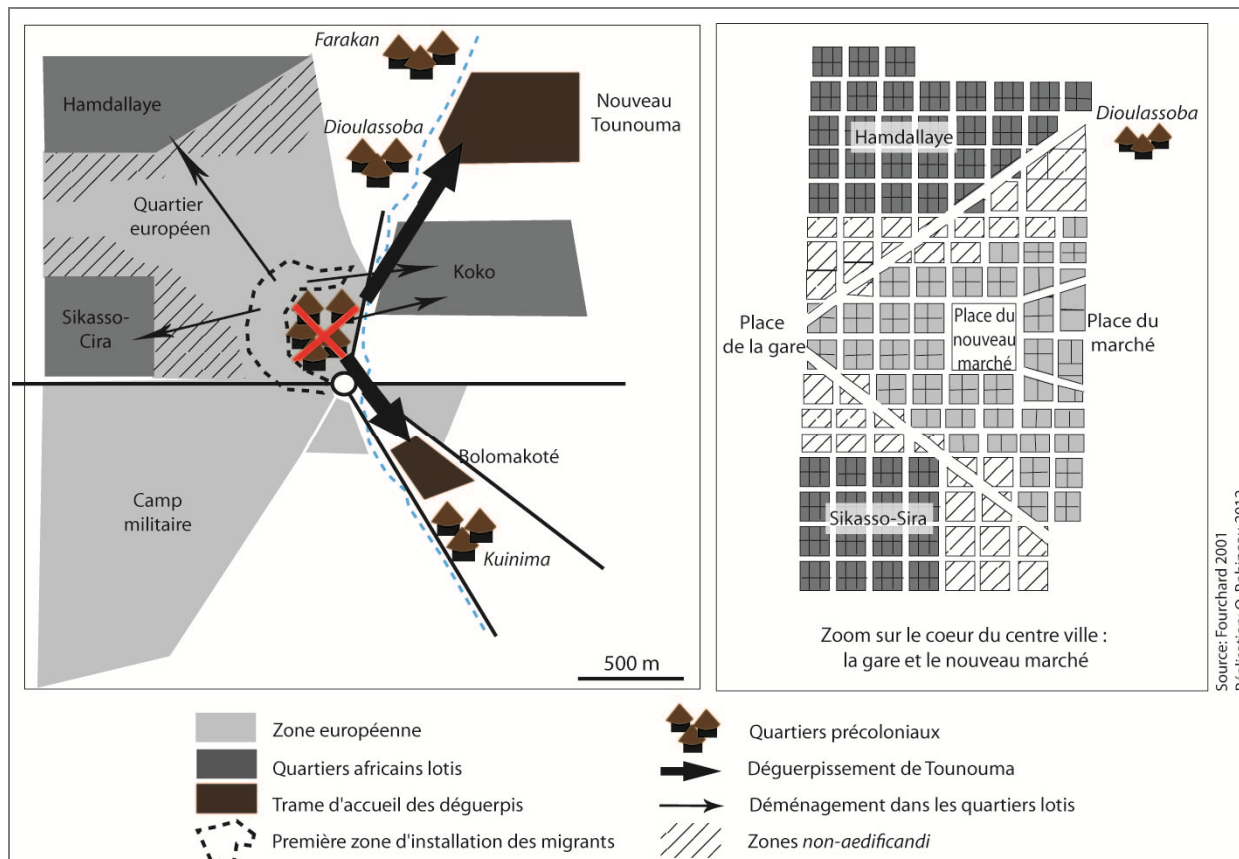 Farakan
Hamdallaye
Nouveau
Tounouma
Dioulassoba
Quartier
européen
Koko
Sikasso-
Cira
Bolomakoté
Camp
militaire
Kuinima
500 m
Dioulassoba
Hamdallaye
Place
de la gare
Place du
nouveau
marché
Place du
marché
Sikasso-Sira
Zoom sur le coeur du centre ville :
la gare et le nouveau marché
Source: Fourchard 2001
Réalisation: O. Robineau 2012
Zone européenne
Quartiers africains lotis
Trame d'accueil des déguerpis
Première zone d'installation des migrants
Quartiers précoloniaux
Déguerpissement de Tounouma
Déménagement dans les quartiers lotis
Zones non-aedificandi